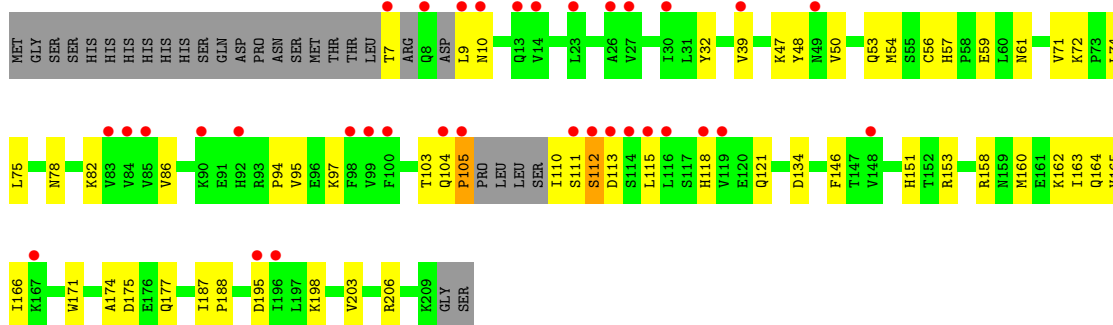 MET GLY SER SER HIS HIS HIS HIS HIS HIS SER GLN ASP PRO ASN SER MET THR THR LEU T7 ARG Q8 ASP L9 N10 Q13 V14 L23 A26 V27 I30 L31 Y32 V39 K47 Y48 N49 V50 Q53 M54 S55 C56 H57 P58 E59 L60 N61 V71 K72 P73
L75 N78 K82 V83 V84 V85 V86 K90 E91 H92 R93 P94 V95 E96 K97 F98 V99 F100 T103 Q104 P105 PRO LEU LEU SER I110 S111 S112 D113 S114 L115 L116 S117 H118 V119 E120 Q121 D134 F146 T147 V148 H151 T152 R153 R158 N159 M160 E161 K162 I163 Q164
I166 K167 W171 A174 D175 E176 Q177 I187 P188 D195 I196 L197 K198 V203 R206 K209 GLY SER